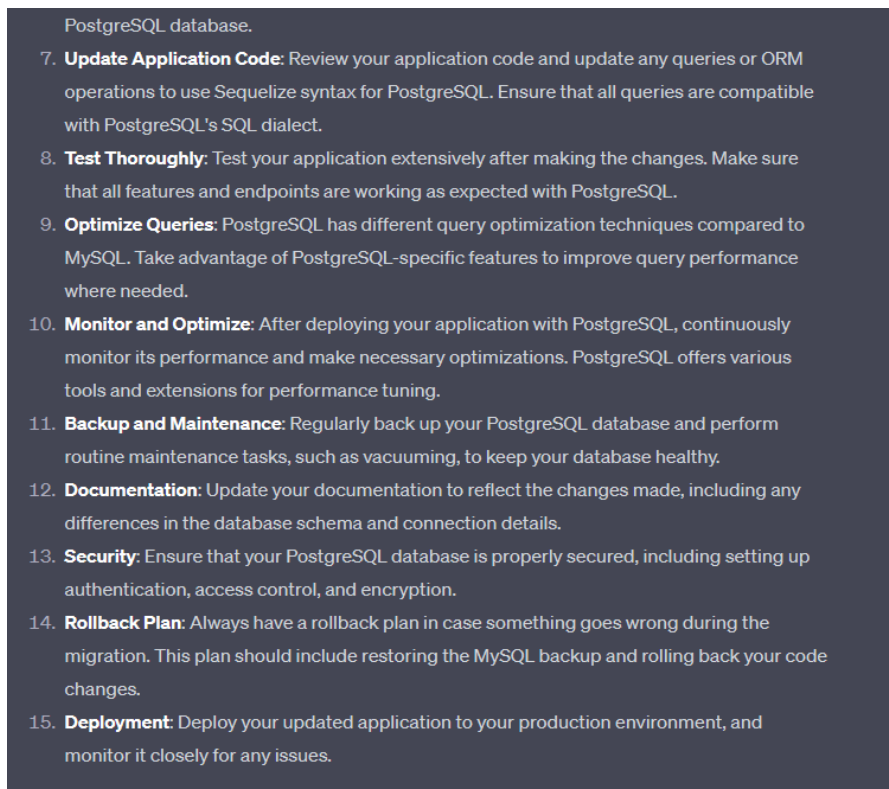 PostgreSQL database.
7. Update Application Code: Review your application code and update any queries or ORM
operations to use Sequelize syntax for PostgreSQL. Ensure that all queries are compatible
with PostgreSQL's SQL dialect.
8. Test Thoroughly: Test your application extensively after making the changes. Make sure
that all features and endpoints are working as expected with PostgreSQL.
9. Optimize Queries: PostgreSQL has different query optimization techniques compared to
MySQL. Take advantage of PostgreSQL-specific features to improve query performance
where needed.
10. Monitor and Optimize: After deploying your application with PostgreSQL, continuously
monitor its performance and make necessary optimizations. PostgreSQL offers various
tools and extensions for performance tuning.
11. Backup and Maintenance: Regularly back up your PostgreSQL database and perform
routine maintenance tasks, such as vacuuming, to keep your database healthy.
12. Documentation: Update your documentation to reflect the changes made, including any
differences in the database schema and connection details.
13. Security: Ensure that your PostgreSQL database is properly secured, including setting up
authentication, access control, and encryption.
14. Rollback Plan: Always have a rollback plan in case something goes wrong during the
migration. This plan should include restoring the MySQL backup and rolling back your code
changes.
15. Deployment: Deploy your updated application to your production environment, and
monitor it closely for any issues.